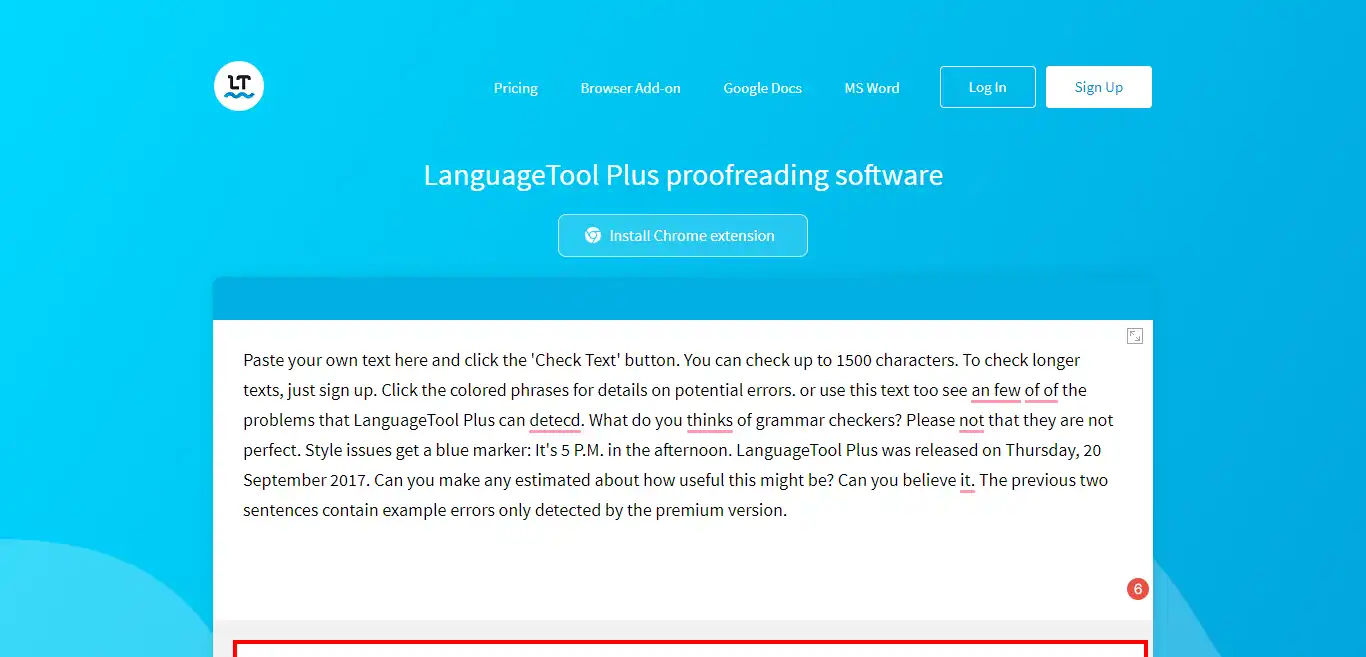 LT
Pricing Browser Add-on Google Docs MS Word Log In Sign Up
LanguageTool Plus proofreading software
Install Chrome extension
Paste your own text here and click the 'Check Text' button. You can check up to 1500 characters. To check longer
texts, just sign up. Click the colored phrases for details on potential errors. or use this text too see an few of of the
problems that LanguageTool Plus can detecd. What do you thinks of grammar checkers? Please not that they are not
perfect. Style issues get a blue marker: It's 5 P.M. in the afternoon. LanguageTool Plus was released on Thursday, 20
September 2017. Can you make any estimated about how useful this might be? Can you believe it. The previous two
sentences contain example errors only detected by the premium version.
6